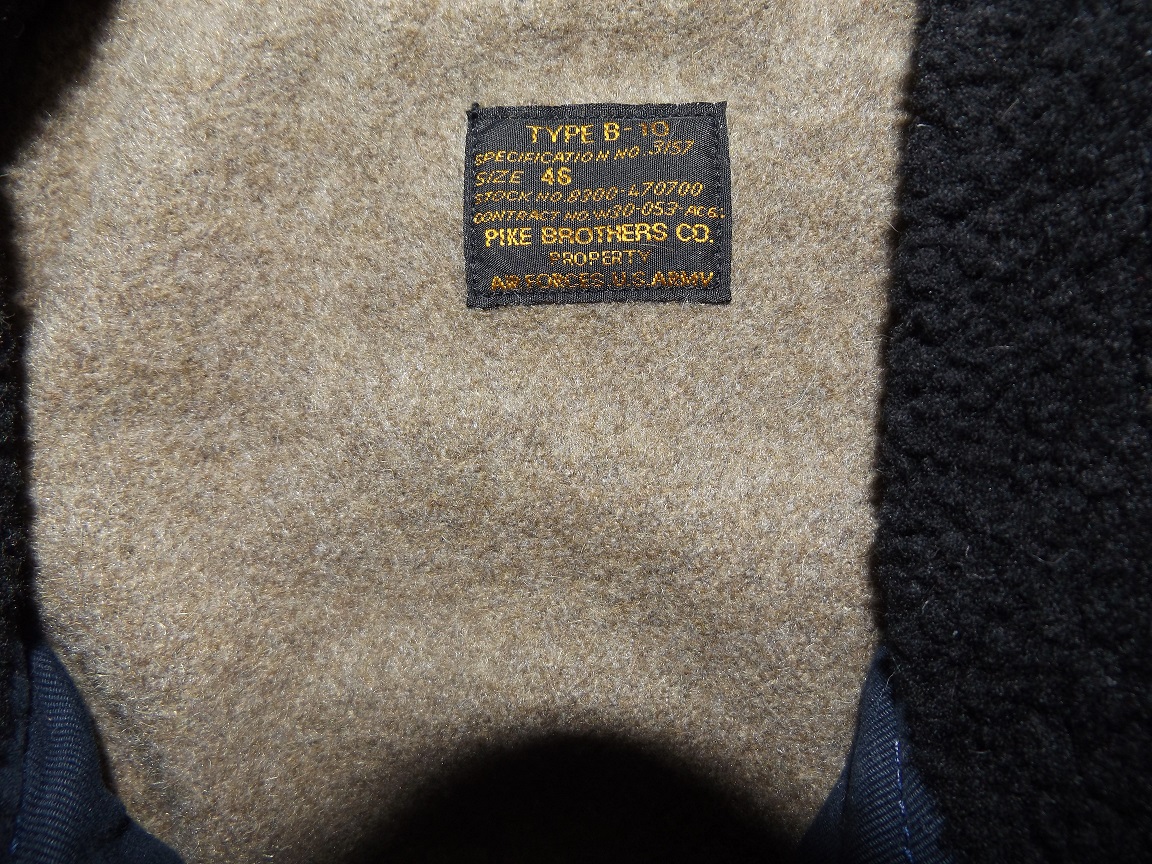 TYPE B-10
SPECIFICATION NO.3157
SIZE 46
STOCK NO.8300-470700
CONTRACT NO.W30-053-AC61
PIKE BROTHERS CO.
PROPERTY
AIR FORCES U.S.ARMY